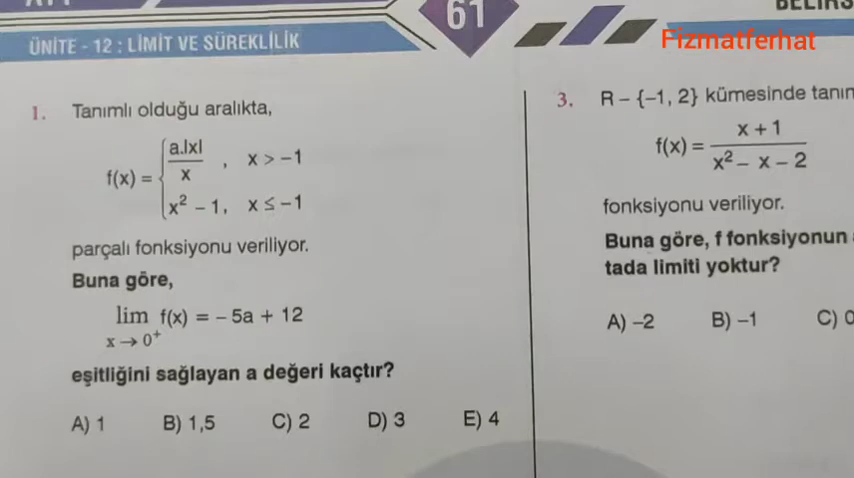 61
ÜNİTE - 12 : LİMİT VE SÜREKLİLİK
Fizmatferhat
1. Tanımlı olduğu aralıkta,
f(x) = { a.|x| / x , x > -1
x² - 1, x ≤ -1
parçalı fonksiyonu veriliyor.
Buna göre,
lim f(x) = - 5a + 12
x → 0⁺
eşitliğini sağlayan a değeri kaçtır?
A) 1 B) 1,5 C) 2 D) 3 E) 4
3. R – {–1, 2} kümesinde
f(x) = x + 1 / x² – x – 2
fonksiyonu veriliyor.
Buna göre, f fonksiyonun
tada limiti yoktur?
A) –2 B) –1 C)